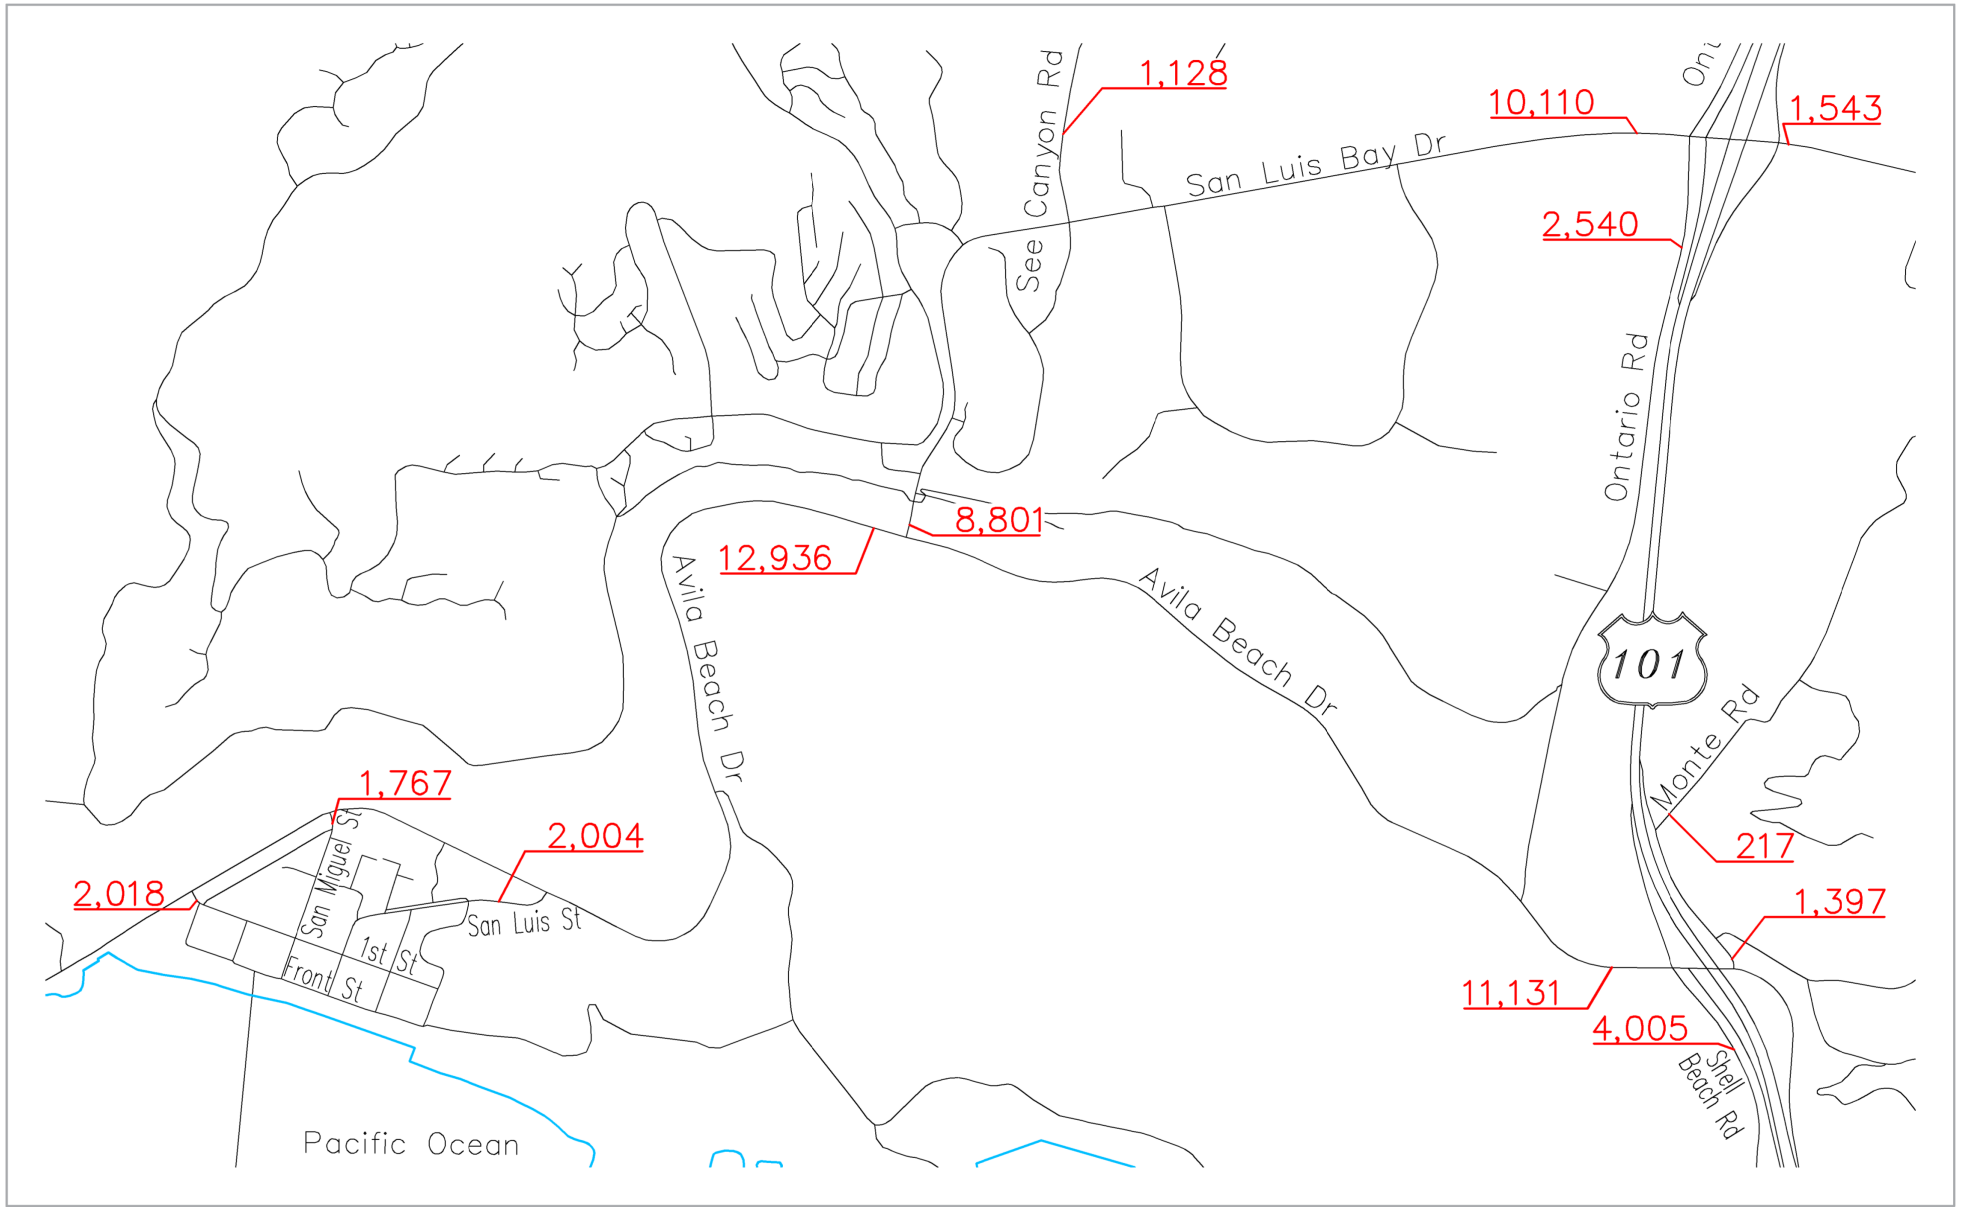 Ont
1,128
10,110
1,543
See Canyon Rd
San Luis Bay Dr
2,540
Ontario Rd
8,801
12,936
Avila Beach Dr
Avila Beach Dr
101
Monte Rd
1,767
2,004
217
San Miguel St
2,018
1,397
San Luis St
1st St
Front St
11,131
4,005
Shell
Beach Rd
Pacific Ocean